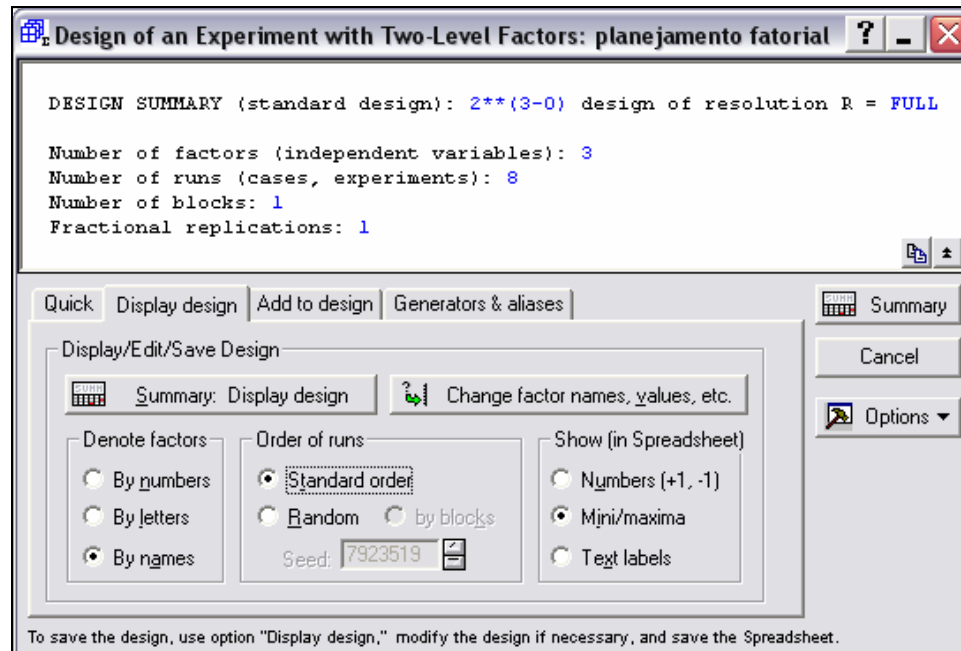 Design of an Experiment with Two-Level Factors: planejamento fatorial
DESIGN SUMMARY (standard design): 2**(3-0) design of resolution R = FULL
Number of factors (independent variables): 3
Number of runs (cases, experiments): 8
Number of blocks: 1
Fractional replications: 1
Quick Display design Add to design Generators & aliases
Summary
Display/Edit/Save Design
Cancel
Summary: Display design Change factor names, values, etc.
Options
Denote factors Order of runs Show (in Spreadsheet)
By numbers Standard order Numbers (+1, -1)
By letters Random by blocks Mini/maxima
By names Seed: 7923519 Text labels
To save the design, use option "Display design," modify the design if necessary, and save the Spreadsheet.